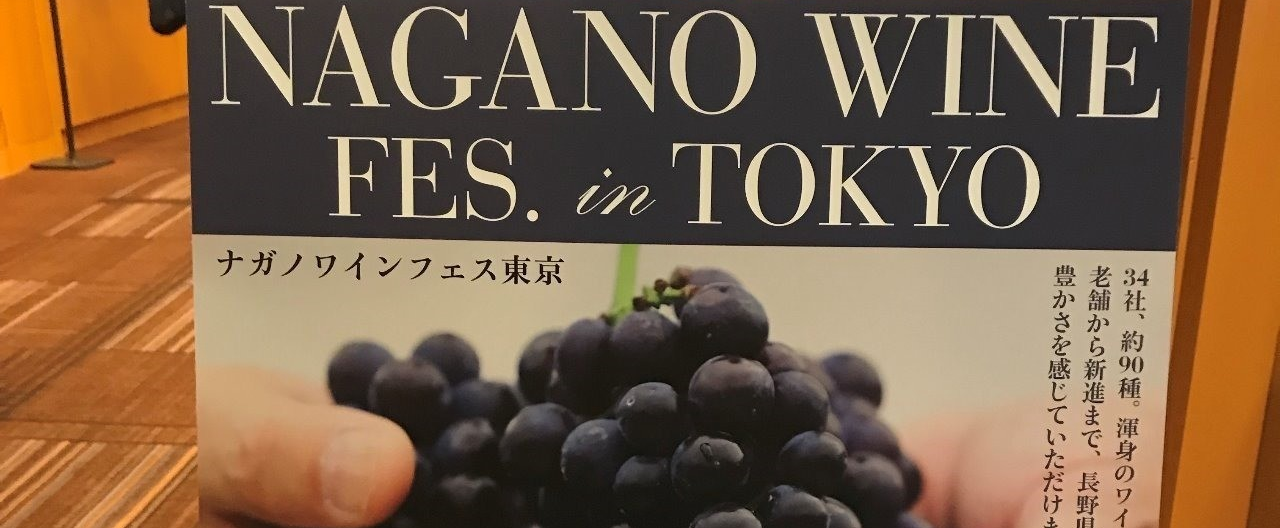 NAGANO WINE
FES. in TOKYO
ナガノワインフェス東京
34社、約90種。渾身のワイ
老舗から新進まで、長野県
豊かさを感じていただけ